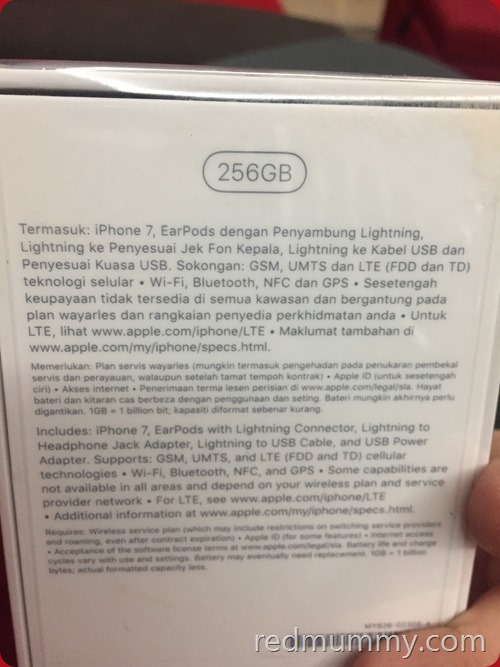 256GB
Termasuk: iPhone 7, EarPods dengan Penyambung Lightning,
Lightning ke Penyesuai Jek Fon Kepala, Lightning ke Kabel USB dan
Penyesuai Kuasa USB. Sokongan: GSM, UMTS dan LTE (FDD dan TD)
teknologi selular • Wi-Fi, Bluetooth, NFC dan GPS • Sesetengah
keupayaan tidak tersedia di semua kawasan dan bergantung pada
plan wayarles dan rangkaian penyedia perkhidmatan anda • Untuk
LTE, lihat www.apple.com/iphone/LTE • Maklumat tambahan di
www.apple.com/my/iphone/specs.html.
Memerlukan: Plan servis wayarles (mungkin termasuk pengehadan pada penukaran pembekal
servis dan perayauan, walaupun setelah tamat tempoh kontrak) • Apple ID (untuk sesetengah
ciri) • Akses internet • Penerimaan terma lesen perisian di www.apple.com/legal/sla. Hayat
bateri dan kitaran cas berbeza dengan penggunaan dan seting. Bateri mungkin akhirnya perlu
digantikan. 1GB = 1 billion bit; kapasiti diformat sebenar kurang.
Includes: iPhone 7, EarPods with Lightning Connector, Lightning to
Headphone Jack Adapter, Lightning to USB Cable, and USB Power
Adapter. Supports: GSM, UMTS, and LTE (FDD and TD) cellular
technologies • Wi-Fi, Bluetooth, NFC, and GPS • Some capabilities are
not available in all areas and depend on your wireless plan and service
provider network • For LTE, see www.apple.com/iphone/LTE
• Additional information at www.apple.com/my/iphone/specs.html.
Requires: Wireless service plan (which may include restrictions on switching service providers
and roaming, even after contract expiration) • Apple ID (for some features) • Internet access
• Acceptance of the software license terms at www.apple.com/legal/sla. Battery life and charge
cycles vary with use and settings. Battery may eventually need replacement. 1GB = 1 billion
bytes; actual formatted capacity less.
redmummy.com